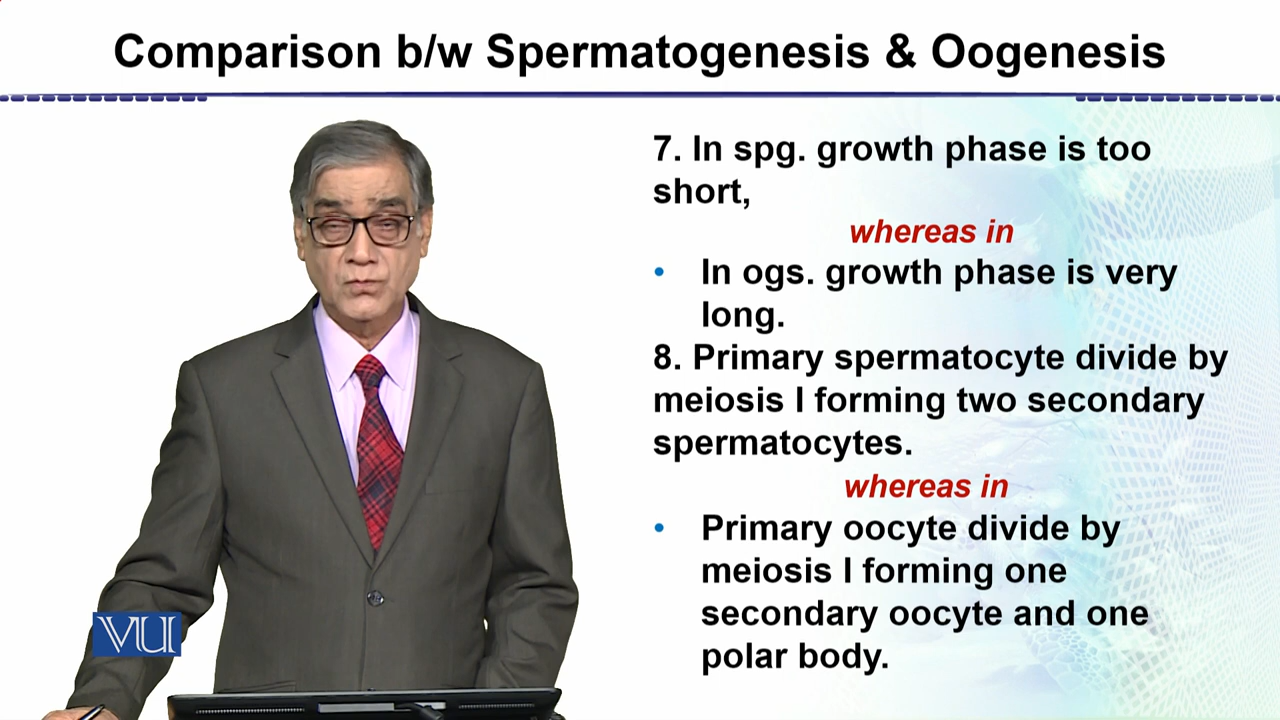 Comparison b/w Spermatogenesis & Oogenesis
7. In spg. growth phase is too
short,
whereas in
• In ogs. growth phase is very
long.
8. Primary spermatocyte divide by
meiosis I forming two secondary
spermatocytes.
whereas in
• Primary oocyte divide by
meiosis I forming one
secondary oocyte and one
polar body.
VU